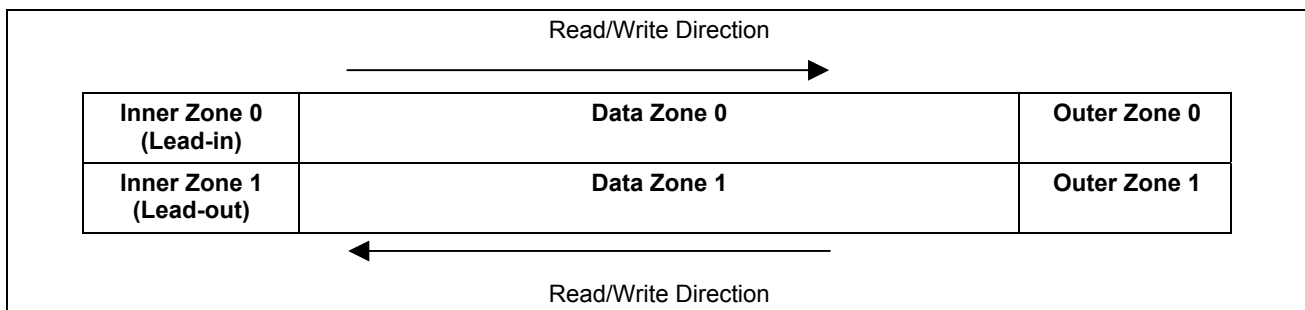 Read/Write Direction
Inner Zone 0
(Lead-in)
Data Zone 0
Outer Zone 0
Inner Zone 1
(Lead-out)
Data Zone 1
Outer Zone 1
Read/Write Direction